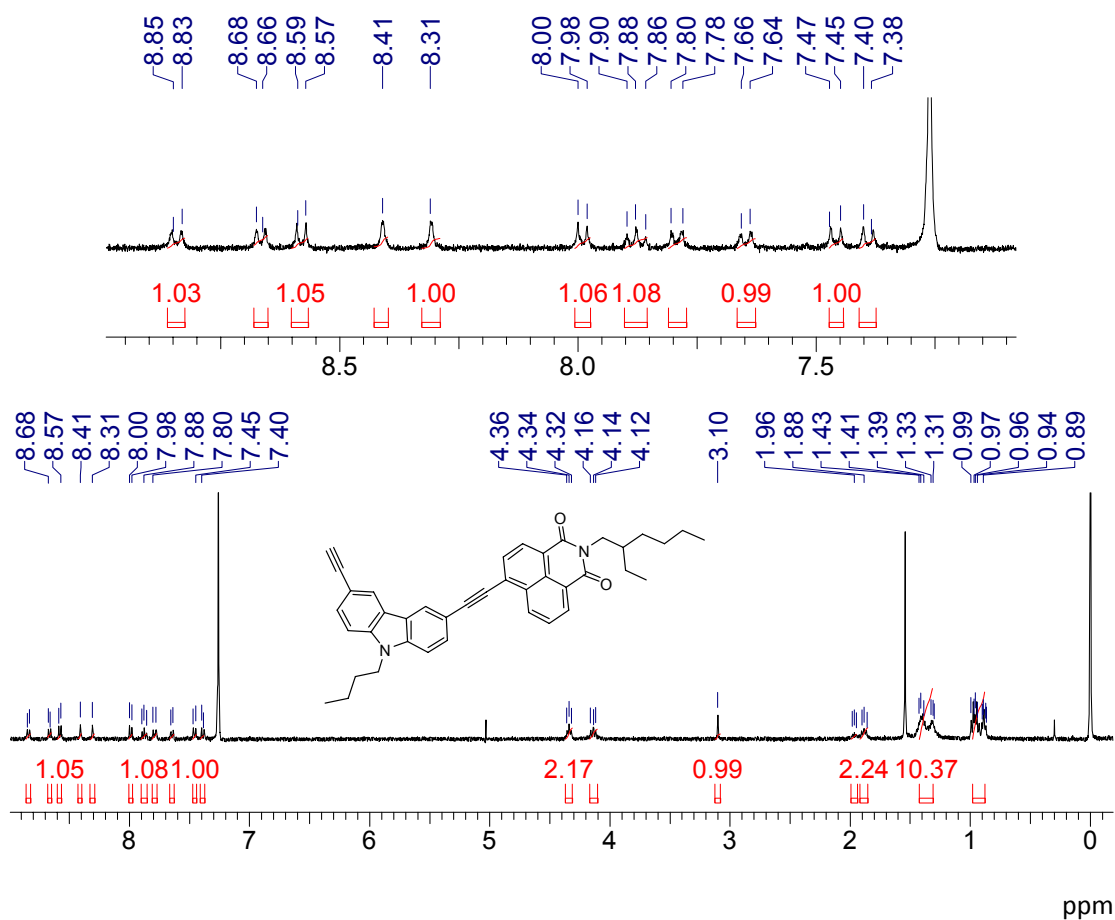 8.85 8.83 8.68 8.66 8.59 8.57 8.41 8.31 8.00 7.98 7.90 7.88 7.86 7.80 7.78 7.66 7.64 7.47 7.45 7.40 7.38
1.03 1.05 1.00 1.06 1.08 0.99 1.00
8.5 8.0 7.5
8.68 8.57 8.41 8.31 8.00 7.98 7.88 7.80 7.45 7.40 4.36 4.34 4.32 4.16 4.14 4.12 3.10 1.96 1.88 1.43 1.41 1.39 1.33 1.31 0.99 0.97 0.96 0.94 0.89
O
N
O
N
1.05 1.08 1.00 2.17 0.99 2.24 10.37
8 7 6 5 4 3 2 1 0
ppm